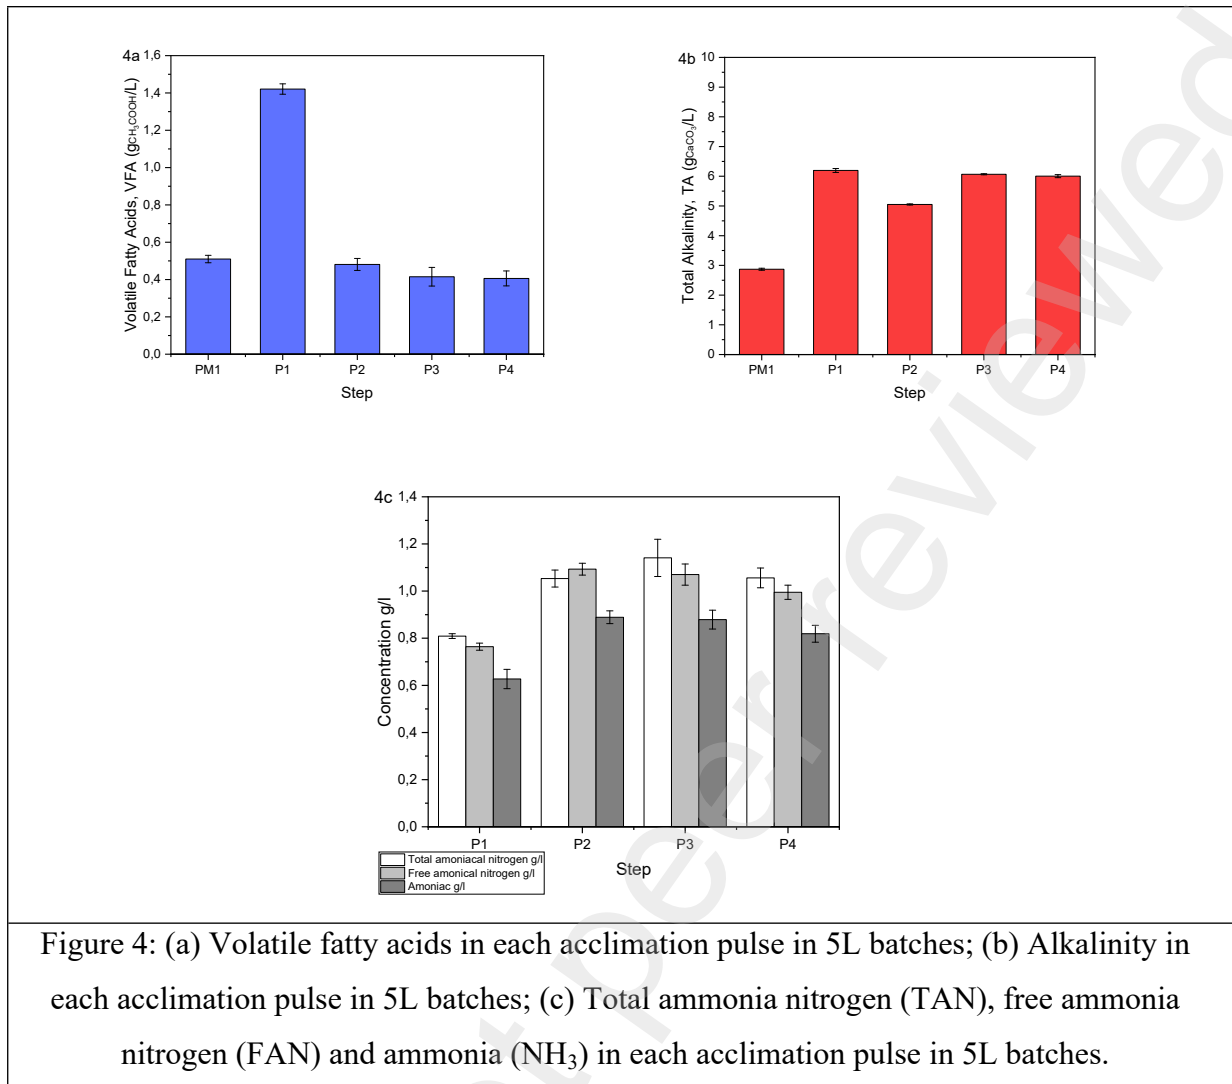 4a
1,6
1,4
1,2
1,0
0,8
0,6
0,4
0,2
0,0
Volatile Fatty Acids, VFA (gCH₃COOH/L)
PM1 P1 P2 P3 P4
Step
4b
10
9
8
7
6
5
4
3
2
1
0
Total Alkalinity, TA (gCaCO₃/L)
PM1 P1 P2 P3 P4
Step
4c
1,4
1,2
1,0
0,8
0,6
0,4
0,2
0,0
Concentration g/l
P1 P2 P3 P4
Step
Total amoniacal nitrogen g/l
Free amonical nitrogen g/l
Amoniac g/l
Figure 4: (a) Volatile fatty acids in each acclimation pulse in 5L batches; (b) Alkalinity in
each acclimation pulse in 5L batches; (c) Total ammonia nitrogen (TAN), free ammonia
nitrogen (FAN) and ammonia (NH₃) in each acclimation pulse in 5L batches.
peer reviewed